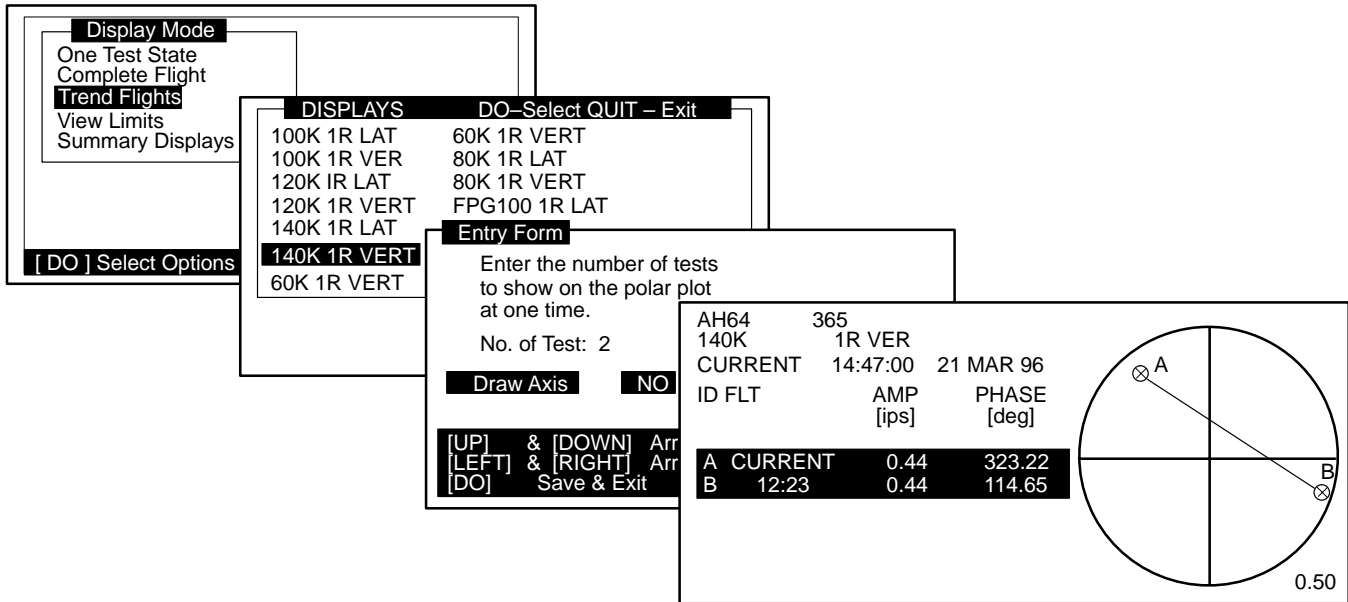 Display Mode
One Test State
Complete Flight
Trend Flights
View Limits
Summary Displays
[ DO ] Select Options
DISPLAYS DO–Select QUIT – Exit
100K 1R LAT 60K 1R VERT
100K 1R VER 80K 1R LAT
120K IR LAT 80K 1R VERT
120K 1R VERT FPG100 1R LAT
140K 1R LAT
140K 1R VERT
60K 1R VERT
Entry Form
Enter the number of tests
to show on the polar plot
at one time.
No. of Test: 2
Draw Axis NO
[UP] & [DOWN] Arr
[LEFT] & [RIGHT] Arr
[DO] Save & Exit
AH64 365
140K 1R VER
CURRENT 14:47:00 21 MAR 96
ID FLT AMP PHASE
[ips] [deg]
A CURRENT 0.44 323.22
B 12:23 0.44 114.65
A
B
0.50